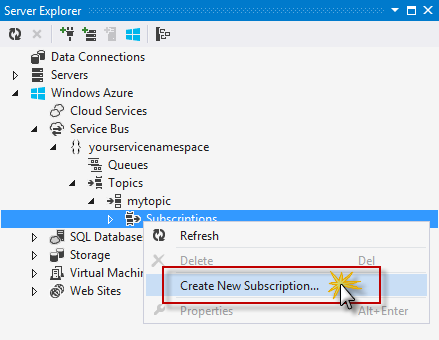 Server Explorer
Data Connections
Servers
Windows Azure
Cloud Services
Service Bus
{} yourservicenamespace
Queues
Topics
mytopic
Subscriptions
SQL Databases
Storage
Virtual Machin
Web Sites
Refresh
Delete Del
Create New Subscription...
Properties Alt+Enter